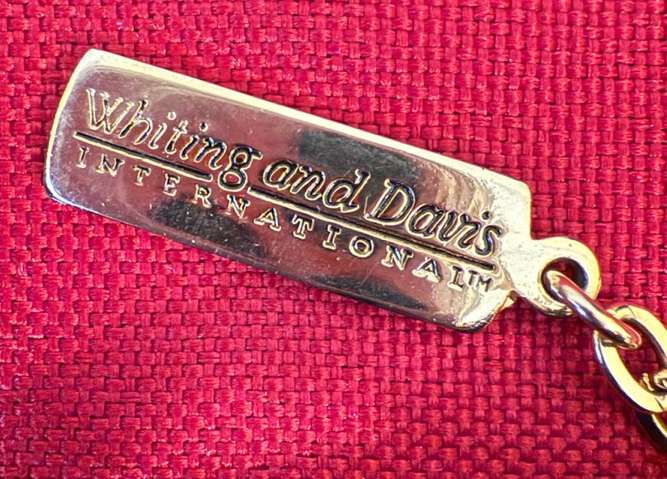 Whiting and Davis
INTERNATIONAL™